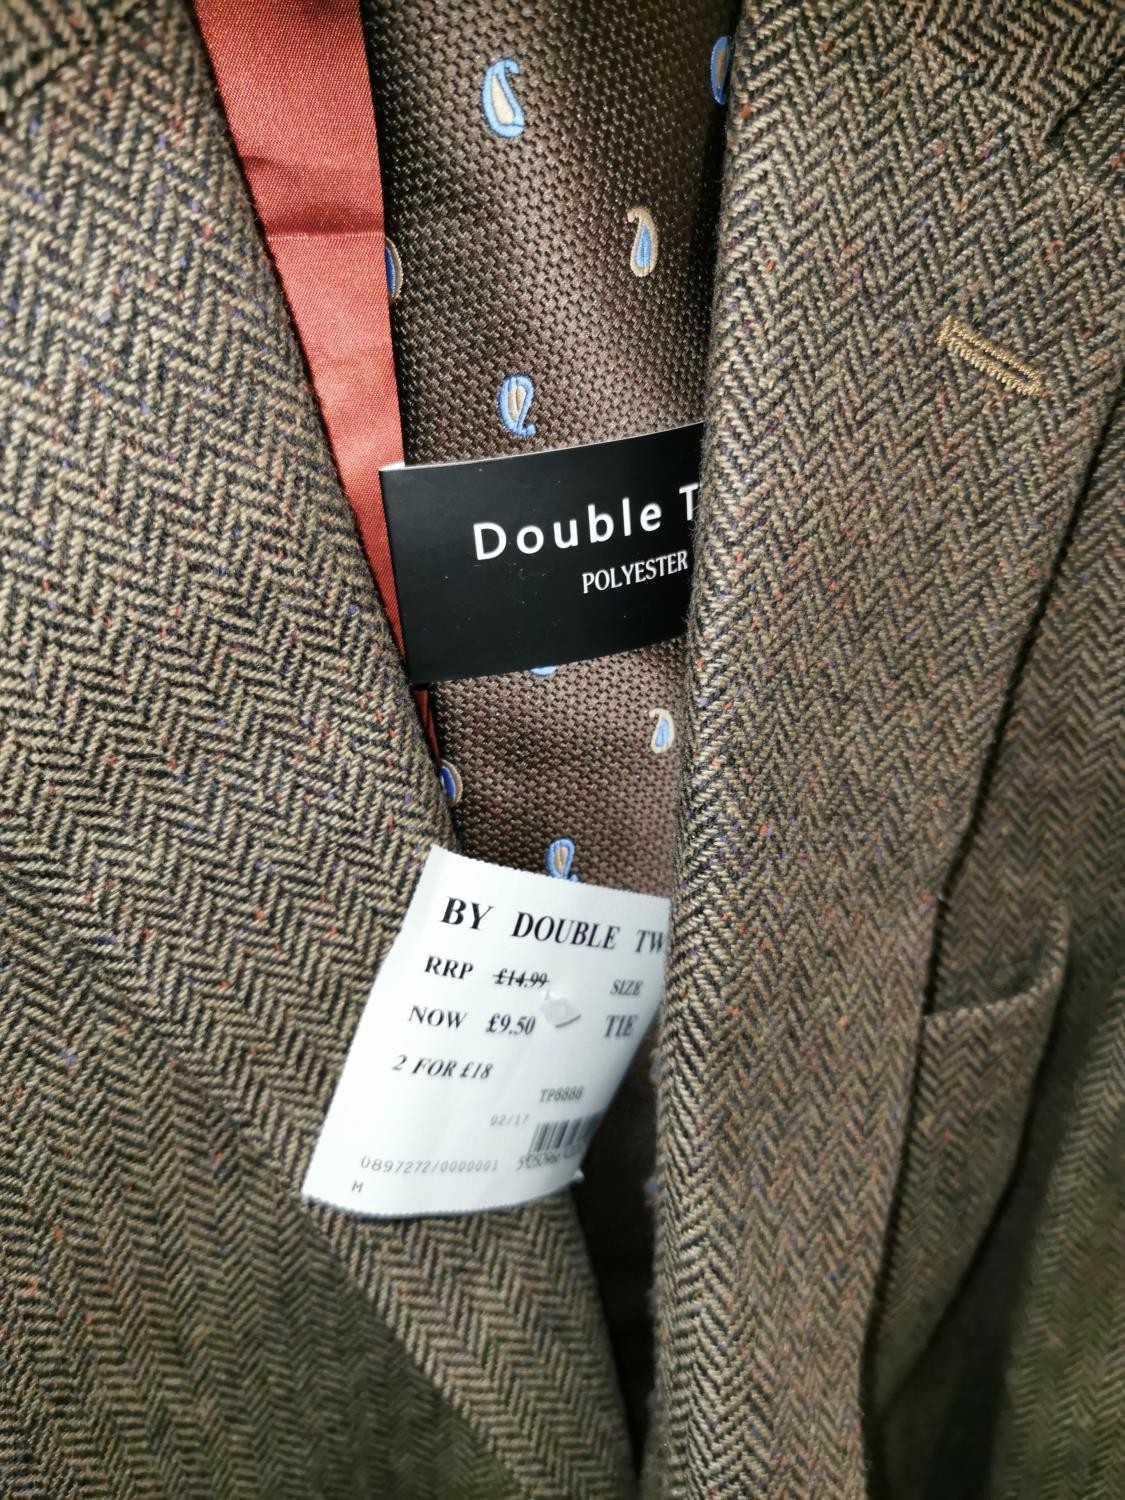 Double T
POLYESTER
BY DOUBLE TW
RRP £14.99 SIZE
NOW £9.50 TIE
2 FOR £18
TP8888
02/17
0897272/0000001
M